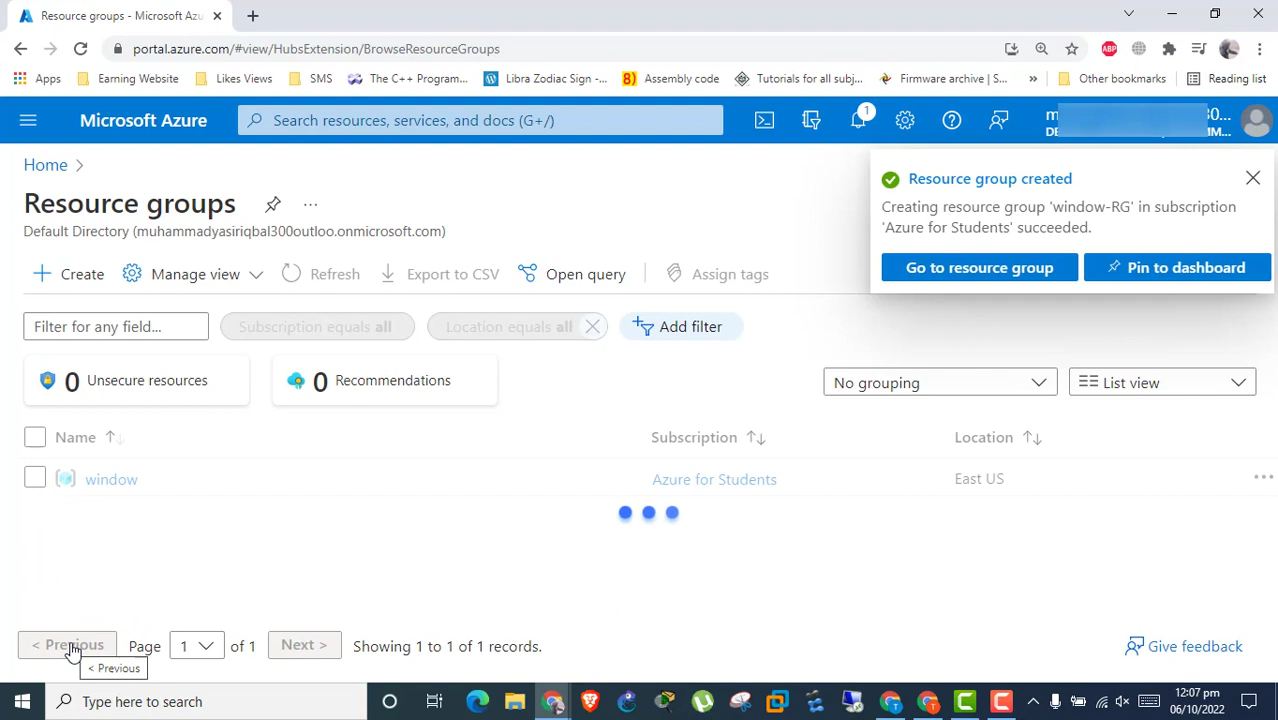 Resource groups - Microsoft Azu
portal.azure.com/#view/HubsExtension/BrowseResourceGroups
ABP
Apps Earning Website Likes Views SMS The C++ Program... Libra Zodiac Sign -... Assembly code Tutorials for all subj... Firmware archive | S... » Other bookmarks Reading list
Microsoft Azure Search resources, services, and docs (G+/) 1
30...
Home
Resource groups ...
Default Directory (muhammadyasiriqbal300outloo.onmicrosoft.com)
Resource group created
Creating resource group 'window-RG' in subscription
'Azure for Students' succeeded.
Go to resource group Pin to dashboard
Create Manage view Refresh Export to CSV Open query Assign tags
Filter for any field... Subscription equals all Location equals all Add filter
0 Unsecure resources 0 Recommendations No grouping List view
Name Subscription Location
window Azure for Students East US ...
< Previous Page 1 of 1 Next > Showing 1 to 1 of 1 records. Give feedback
< Previous
Type here to search 12:07 pm
06/10/2022